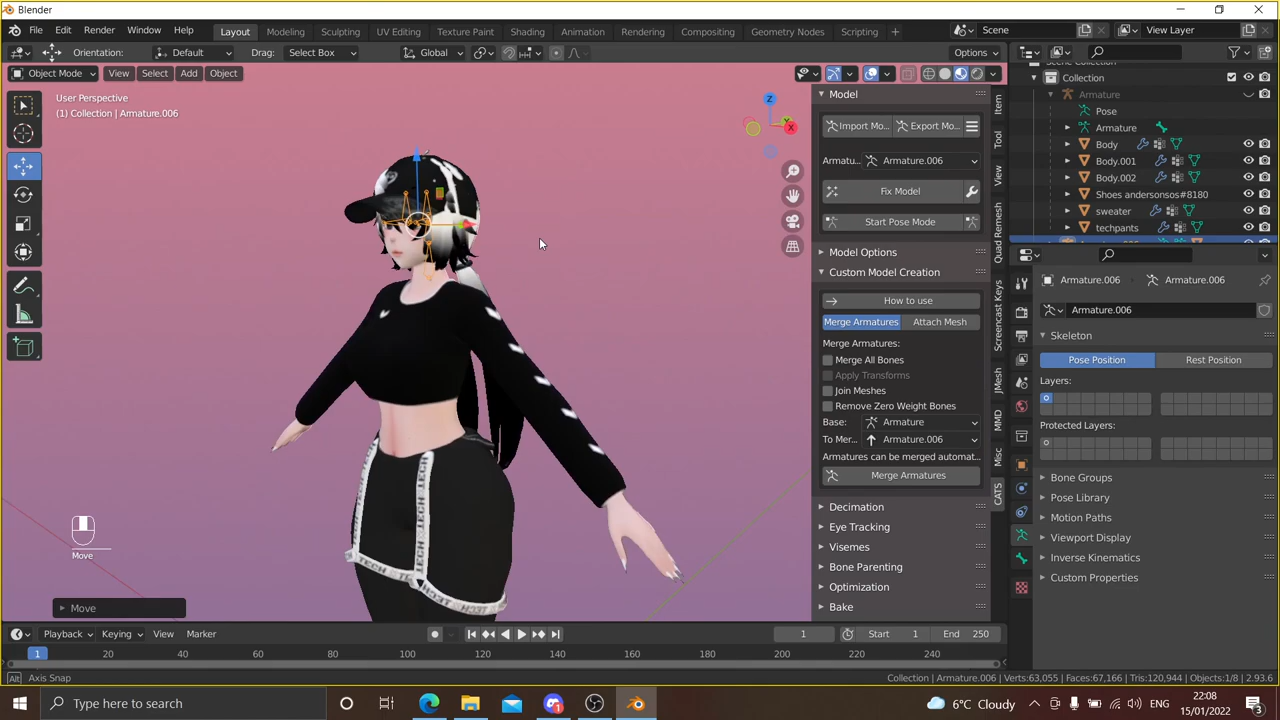 Blender
File Edit Render Window Help Layout Modeling Sculpting UV Editing Texture Paint Shading Animation Rendering Compositing Geometry Nodes Scripting + Scene View Layer
Orientation: Default Drag: Select Box Global Options
Object Mode View Select Add Object
User Perspective
(1) Collection | Armature.006
Z
Y
X
Model
Import Mo...
Export Mo...
Armatu...
Armature.006
Fix Model
Start Pose Mode
Model Options
Custom Model Creation
How to use
Merge Armatures
Attach Mesh
Merge Armatures:
Merge All Bones
Apply Transforms
Join Meshes
Remove Zero Weight Bones
Base:
Armature
To Mer...
Armature.006
Armatures can be merged automat...
Merge Armatures
Decimation
Eye Tracking
Visemes
Bone Parenting
Optimization
Bake
Item
Tool
View
Quad Remesh
Screencast Keys
JMesh
MMD
Misc
CATS
Scene Collection
Collection
Armature
Pose
Armature
Body
Body.001
Body.002
Shoes andersonsos#8180
sweater
techpants
Armature.006
Armature.006
Armature.006
Skeleton
Pose Position
Rest Position
Layers:
Protected Layers:
Bone Groups
Pose Library
Motion Paths
Viewport Display
Inverse Kinematics
Custom Properties
Move
Move
Playback Keying View Marker 1 Start 1 End 250
1 20 40 60 80 100 120 140 160 180 200 220 240
Alt Axis Snap
Collection | Armature.006 | Verts:63,055 | Faces:67,166 | Tris:120,944 | Objects:1/8 | 2.93.6
Type here to search
6°C Cloudy
ENG
22:08
15/01/2022
3